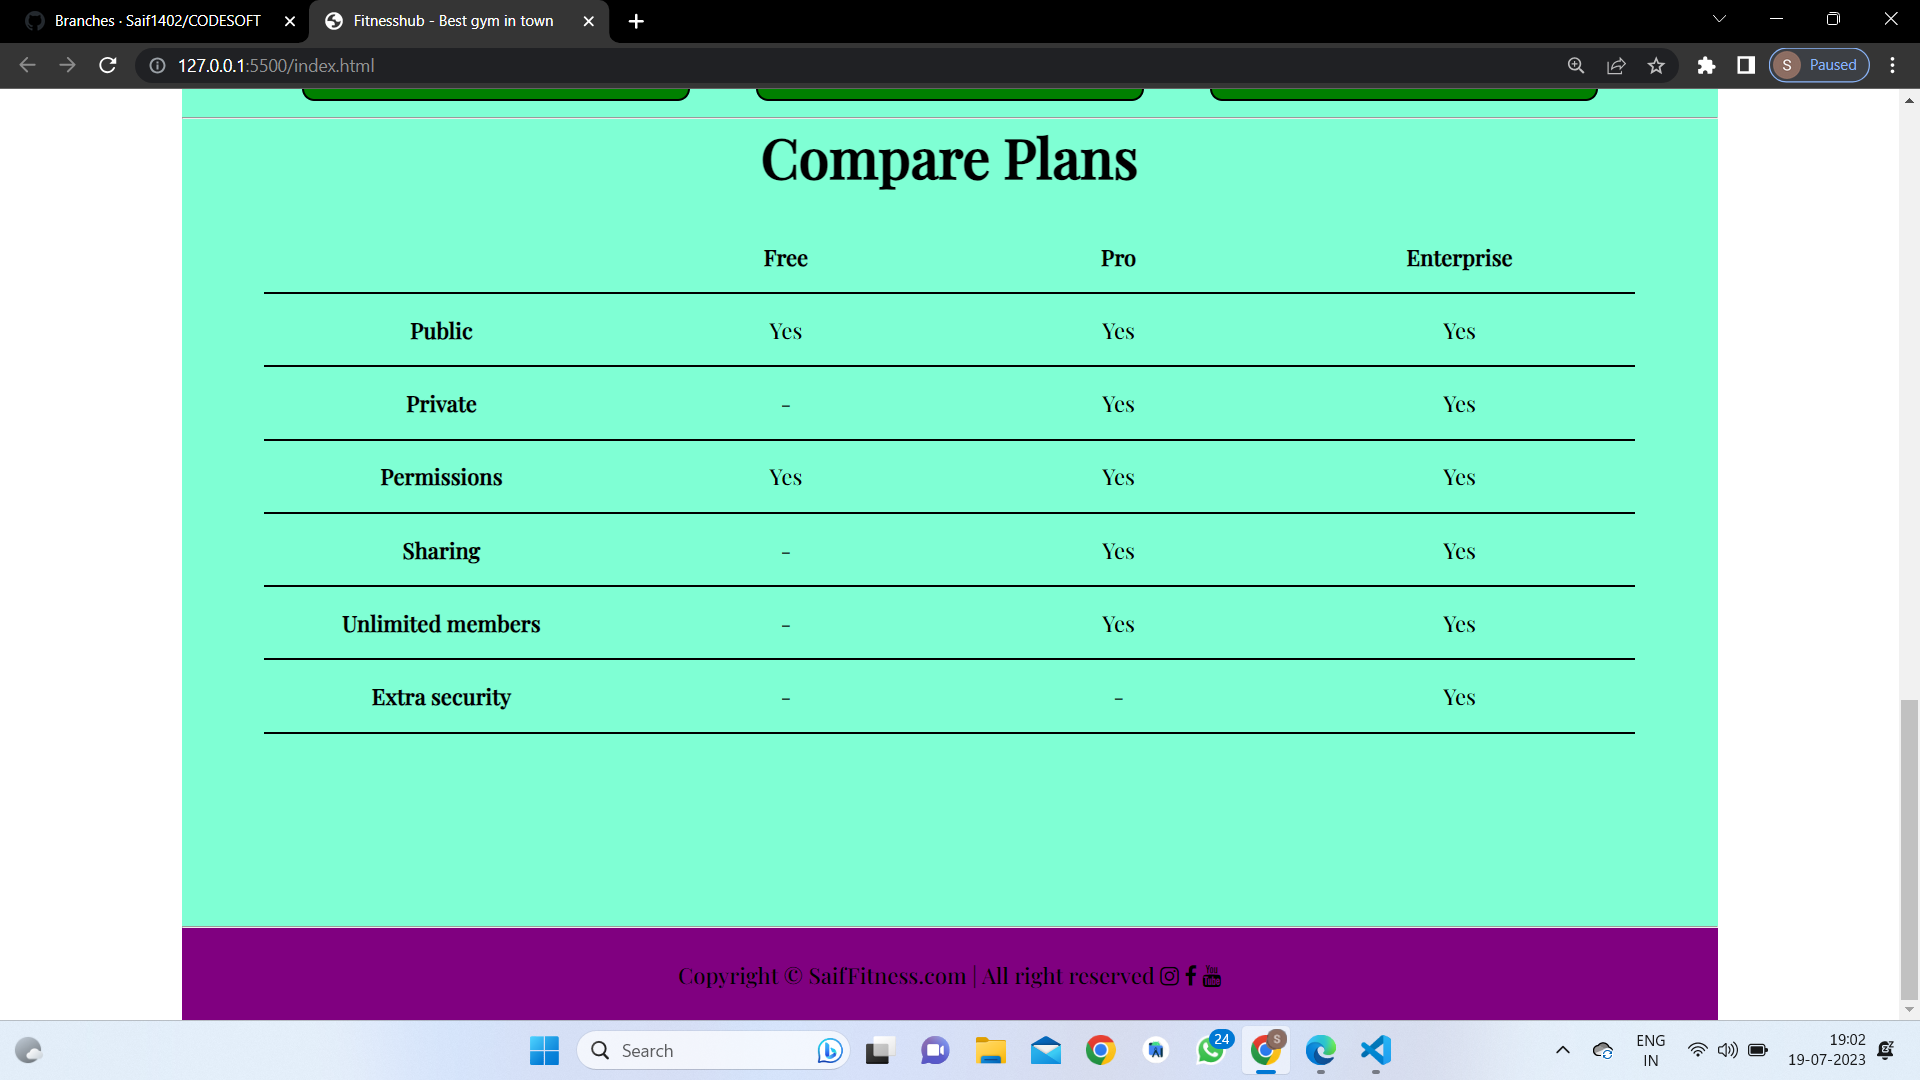 Branches · Saif1402/CODESOFT
Fitnesshub - Best gym in town
127.0.0.1:5500/index.html
S Paused
Compare Plans
Free Pro Enterprise
Public Yes Yes Yes
Private - Yes Yes
Permissions Yes Yes Yes
Sharing - Yes Yes
Unlimited members - Yes Yes
Extra security - - Yes
Copyright © SaifFitness.com | All right reserved
You Tube
Search
24
S
ENG
IN
19:02
19-07-2023